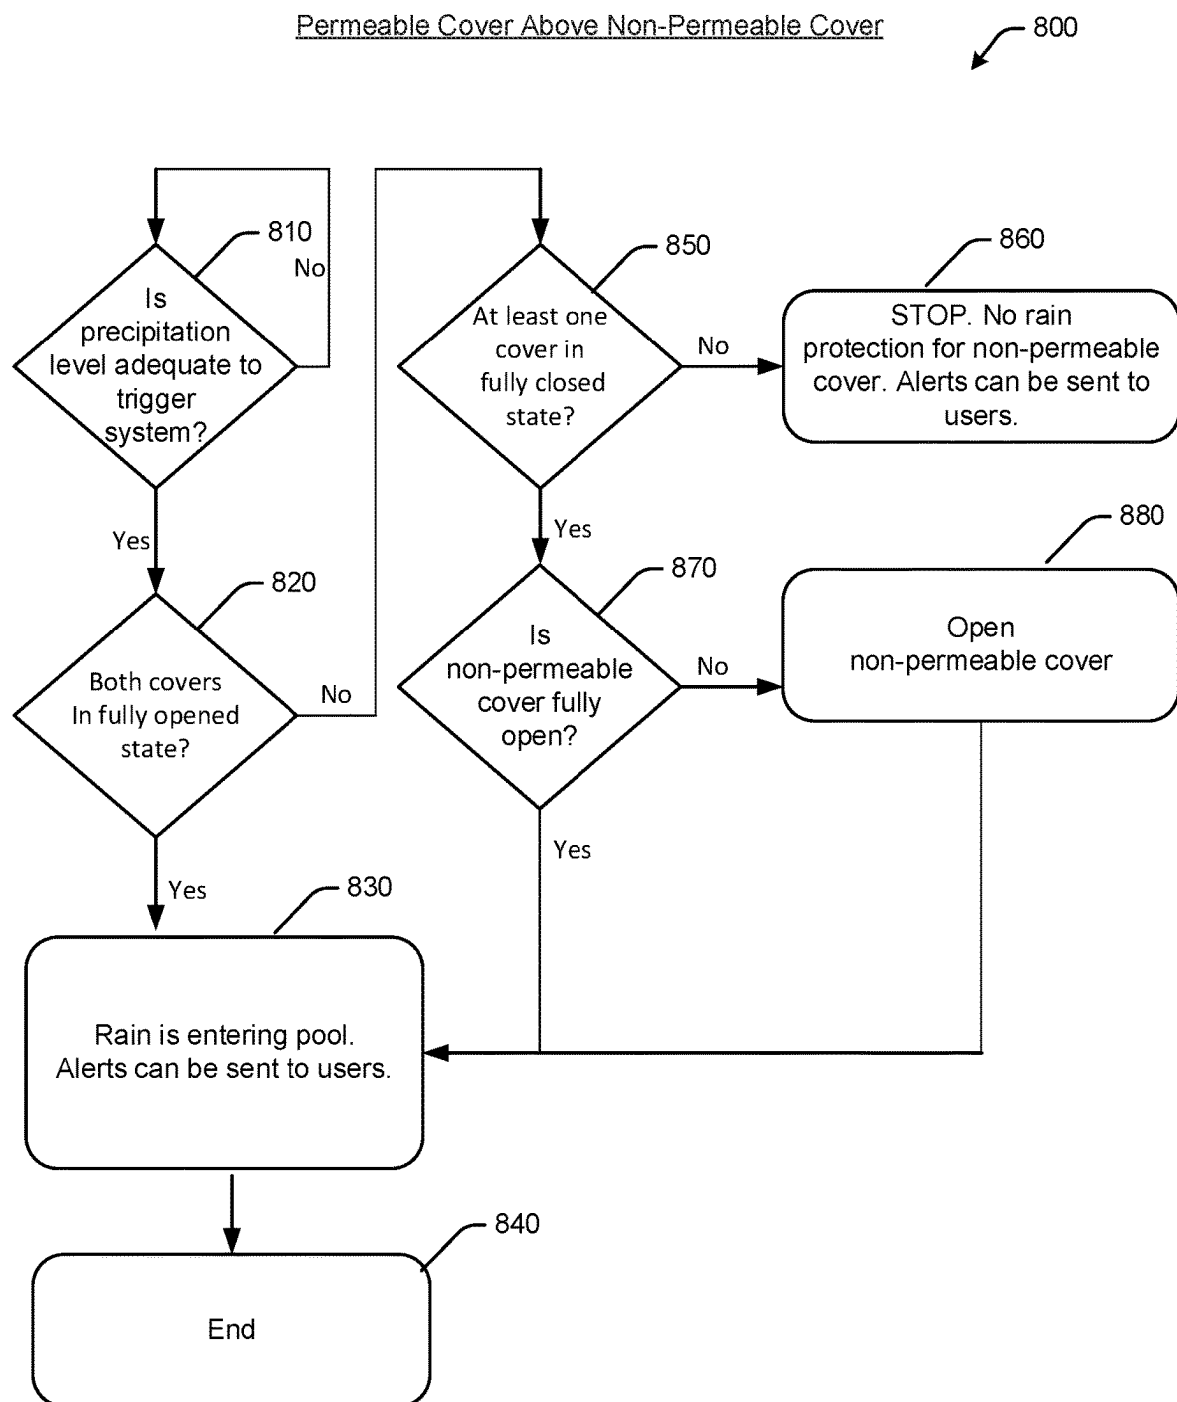 Permeable Cover Above Non-Permeable Cover
800
810
No
Is
precipitation
level adequate to
trigger
system?
Yes
820
Both covers
In fully opened
state?
No
Yes
830
Rain is entering pool.
Alerts can be sent to users.
840
End
850
At least one
cover in
fully closed
state?
No
860
STOP. No rain
protection for non-permeable
cover. Alerts can be sent to
users.
Yes
870
Is
non-permeable
cover fully
open?
No
880
Open
non-permeable cover
Yes